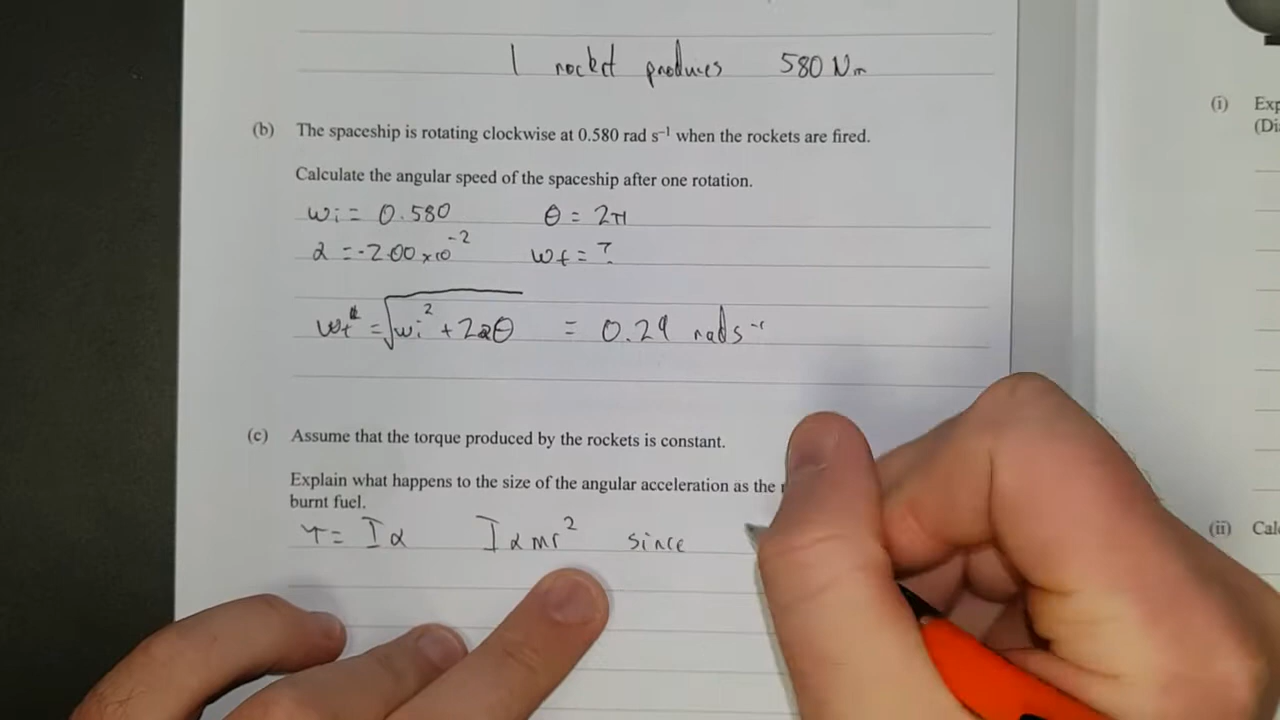 1 rocket produces 580 Nm
(b) The spaceship is rotating clockwise at 0.580 rad s⁻¹ when the rockets are fired.
Calculate the angular speed of the spaceship after one rotation.
ωi = 0.580 θ = 2π
α = -2.00 × 10⁻² ωf = ?
ωf = √ωi² + 2αθ = 0.29 rads⁻¹
(c) Assume that the torque produced by the rockets is constant.
Explain what happens to the size of the angular acceleration as the
burnt fuel.
τ = Iα I α mr² since
(i) Exp
(Di
(ii) Calc